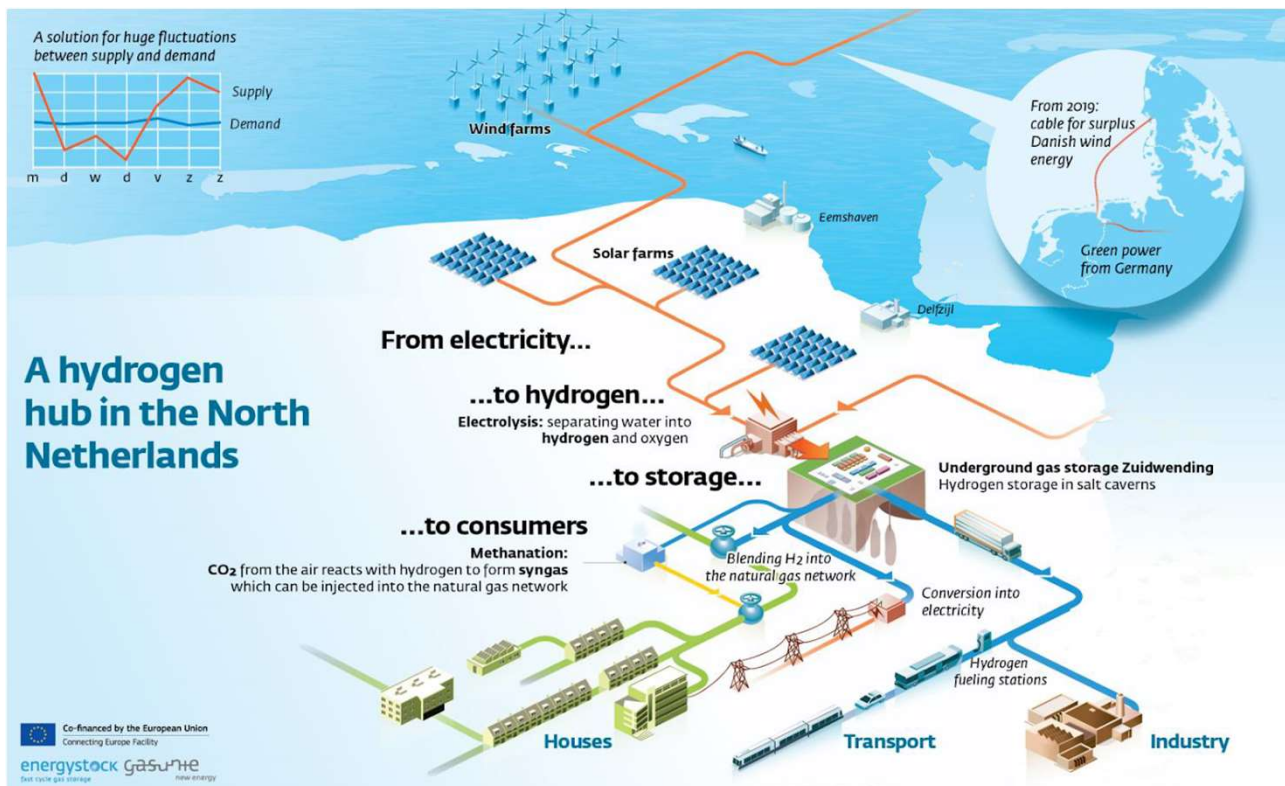 A solution for huge fluctuations
between supply and demand
Supply
Demand
m d w d v z z
Wind farms
From 2019:
cable for surplus
Danish wind
energy
Green power
from Germany
Eemshaven
Solar farms
Delfzijl
From electricity...
A hydrogen
hub in the North
Netherlands
...to hydrogen...
Electrolysis: separating water into
hydrogen and oxygen
...to storage...
Underground gas storage Zuidwending
Hydrogen storage in salt caverns
...to consumers
Methanation:
CO2 from the air reacts with hydrogen to form syngas
which can be injected into the natural gas network
Blending H2 into
the natural gas network
Conversion into
electricity
Hydrogen
fueling stations
Houses
Transport
Industry
Co-financed by the European Union
Connecting Europe Facility
energystock
fast cycle gas storage
gasunie
new energy